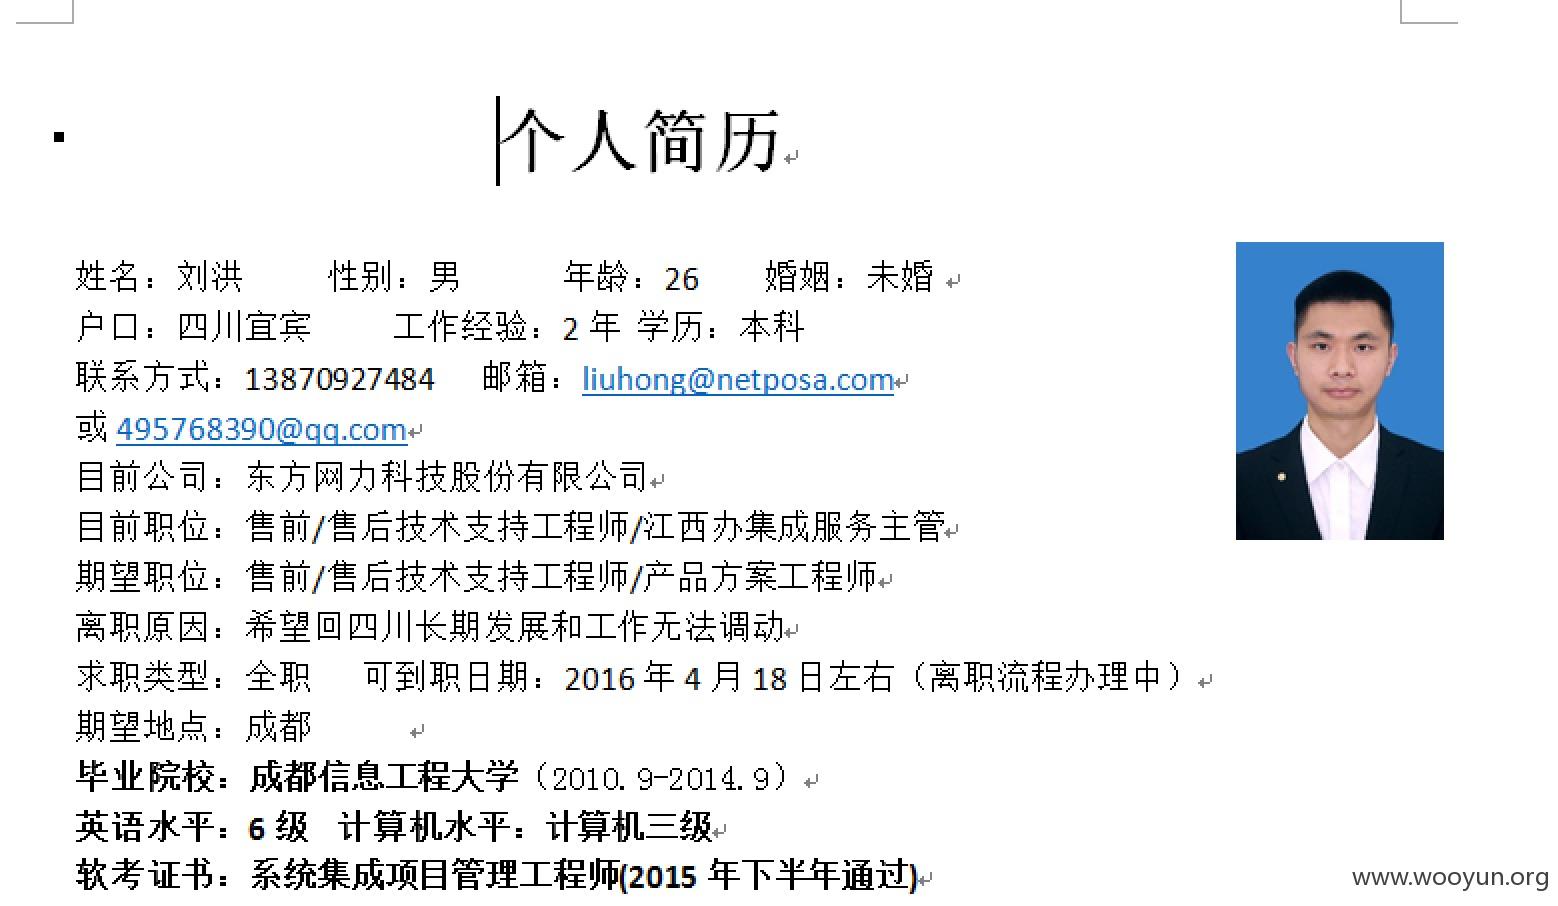 个人简历
姓名：刘洪 性别：男 年龄：26 婚姻：未婚
户口：四川宜宾 工作经验：2 年 学历：本科
联系方式：13870927484 邮箱：liuhong@netposa.com
或 495768390@qq.com
目前公司：东方网力科技股份有限公司
目前职位：售前/售后技术支持工程师/江西办集成服务主管
期望职位：售前/售后技术支持工程师/产品方案工程师
离职原因：希望回四川长期发展和工作无法调动
求职类型：全职 可到职日期：2016 年 4 月 18 日左右（离职流程办理中）
期望地点：成都
毕业院校：成都信息工程大学（2010.9-2014.9）
英语水平：6 级 计算机水平：计算机三级
软考证书：系统集成项目管理工程师(2015 年下半年通过)
www.wooyun.org